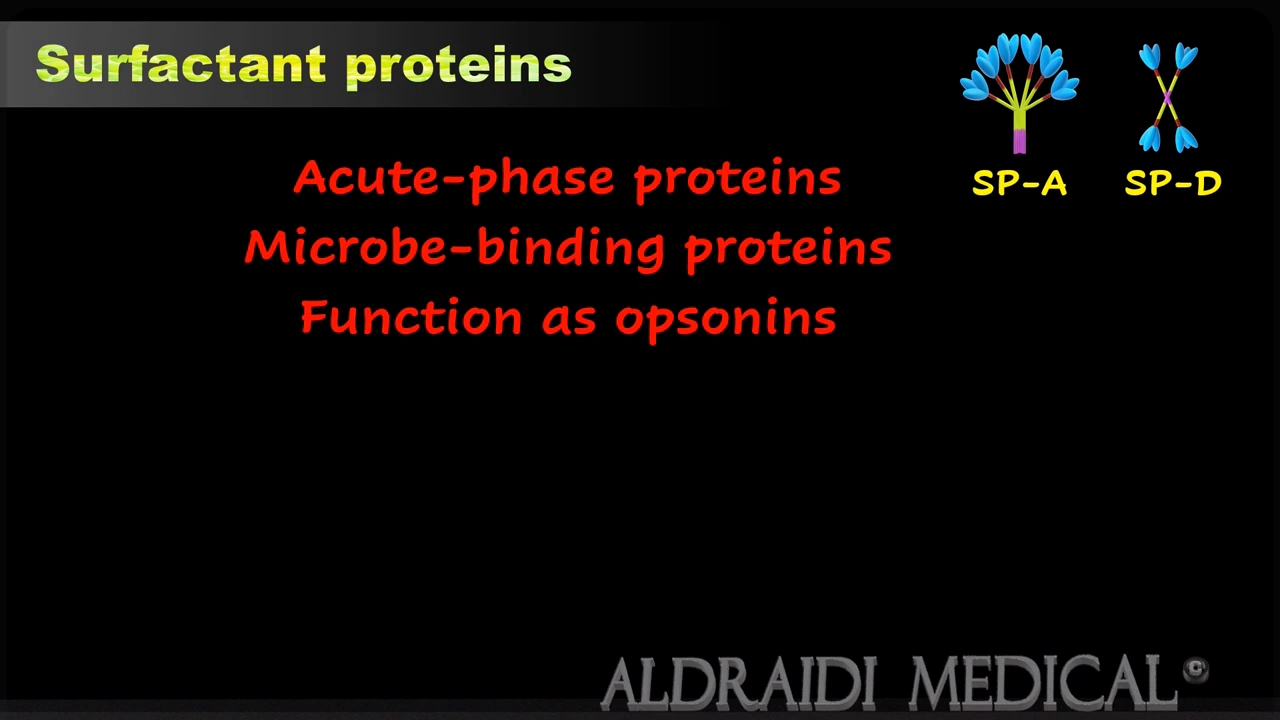 Surfactant proteins
SP-A
SP-D
Acute-phase proteins
Microbe-binding proteins
Function as opsonins
ALDRAIDI MEDICAL ©